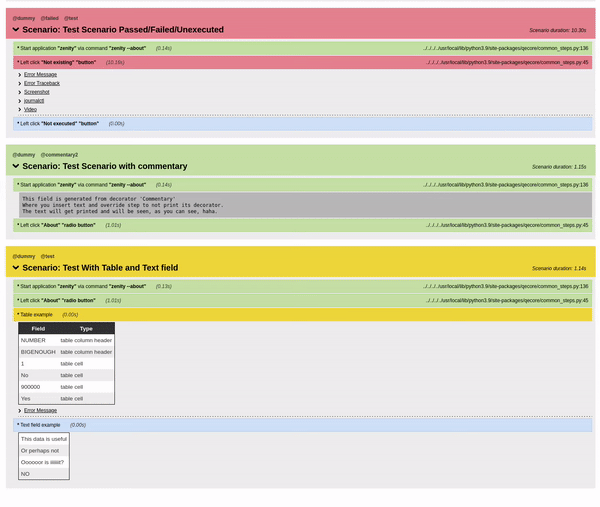 @dummy @failed @test
Scenario: Test Scenario Passed/Failed/Unexecuted
Scenario duration: 10.30s
* Start application "zenity" via command "zenity --about" (0.14s) ../../../../usr/local/lib/python3.9/site-packages/qecore/common_steps.py:136
* Left click "Not existing" "button" (10.16s) ../../../../usr/local/lib/python3.9/site-packages/qecore/common_steps.py:45
Error Message
Error Traceback
Screenshot
journalctl
Video
* Left click "Not executed" "button" (0.00s)
@dummy @commentary2
Scenario: Test Scenario with commentary
Scenario duration: 1.15s
* Start application "zenity" via command "zenity --about" (0.14s) ../../../../usr/local/lib/python3.9/site-packages/qecore/common_steps.py:136
This field is generated from decorator 'Commentary'
Where you insert text and override step to not print its decorator.
The text will get printed and will be seen, as you can see, haha.
* Left click "About" "radio button" (1.01s) ../../../../usr/local/lib/python3.9/site-packages/qecore/common_steps.py:45
@dummy @test
Scenario: Test With Table and Text field
Scenario duration: 1.14s
* Start application "zenity" via command "zenity --about" (0.13s) ../../../../usr/local/lib/python3.9/site-packages/qecore/common_steps.py:136
* Left click "About" "radio button" (1.01s) ../../../../usr/local/lib/python3.9/site-packages/qecore/common_steps.py:45
* Table example (0.00s)
Field Type
NUMBER table column header
BIGENOUGH table column header
1 table cell
No table cell
900000 table cell
Yes table cell
Error Message
* Text field example (0.00s)
This data is useful
Or perhaps not
NO